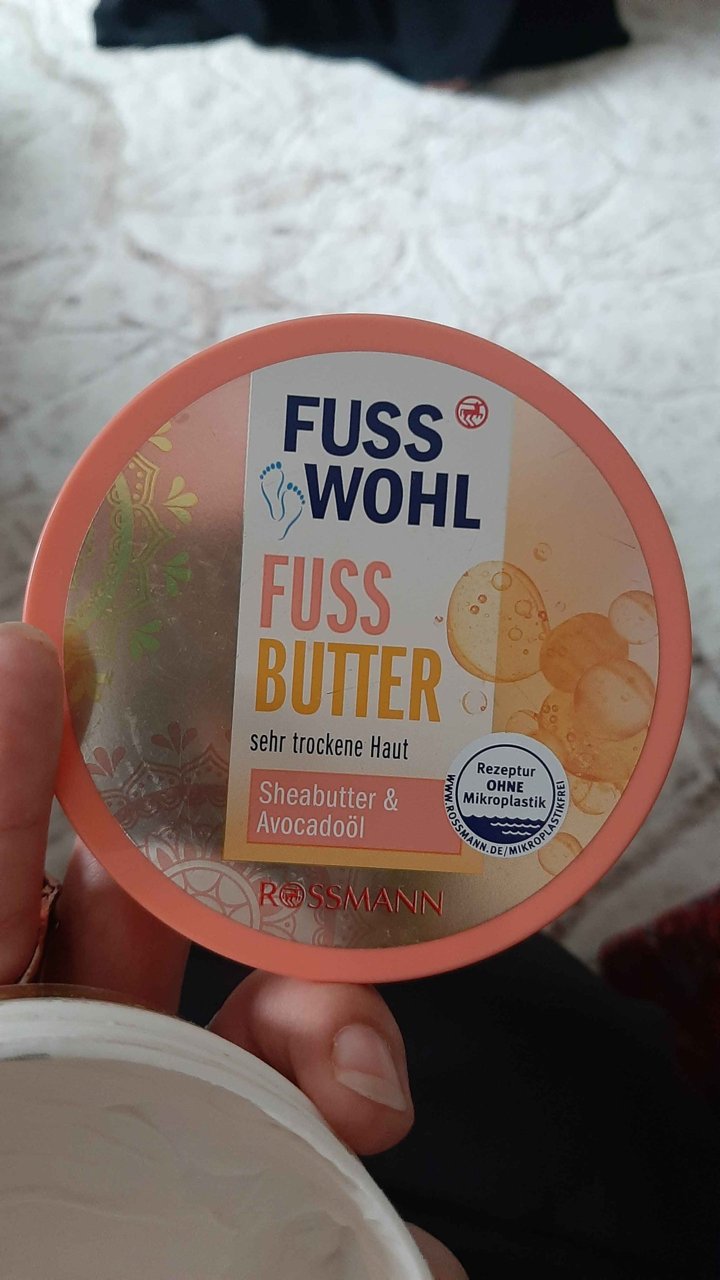 FUSS
WOHL
FUSS
BUTTER
sehr trockene Haut
Sheabutter &
Avocadoöl
Rezeptur
OHNE
Mikroplastik
WWW.ROSSMANN.DE/MIKROPLASTIKFREI
ROSSMANN